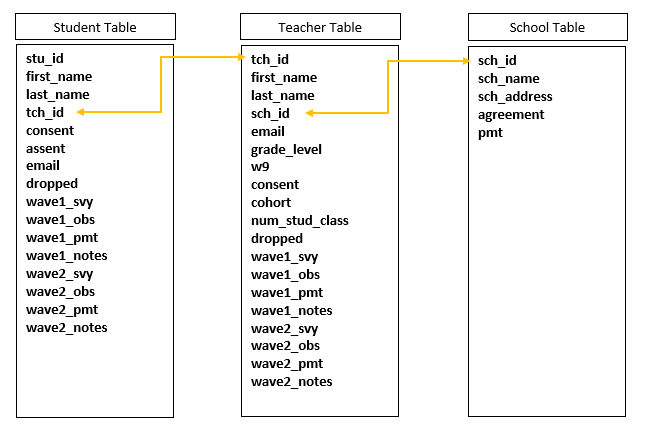 Student Table
stu_id
first_name
last_name
tch_id
consent
assent
email
dropped
wave1_svy
wave1_obs
wave1_pmt
wave1_notes
wave2_svy
wave2_obs
wave2_pmt
wave2_notes
Teacher Table
tch_id
first_name
last_name
sch_id
email
grade_level
w9
consent
cohort
num_stud_class
dropped
wave1_svy
wave1_obs
wave1_pmt
wave1_notes
wave2_svy
wave2_obs
wave2_pmt
wave2_notes
School Table
sch_id
sch_name
sch_address
agreement
pmt